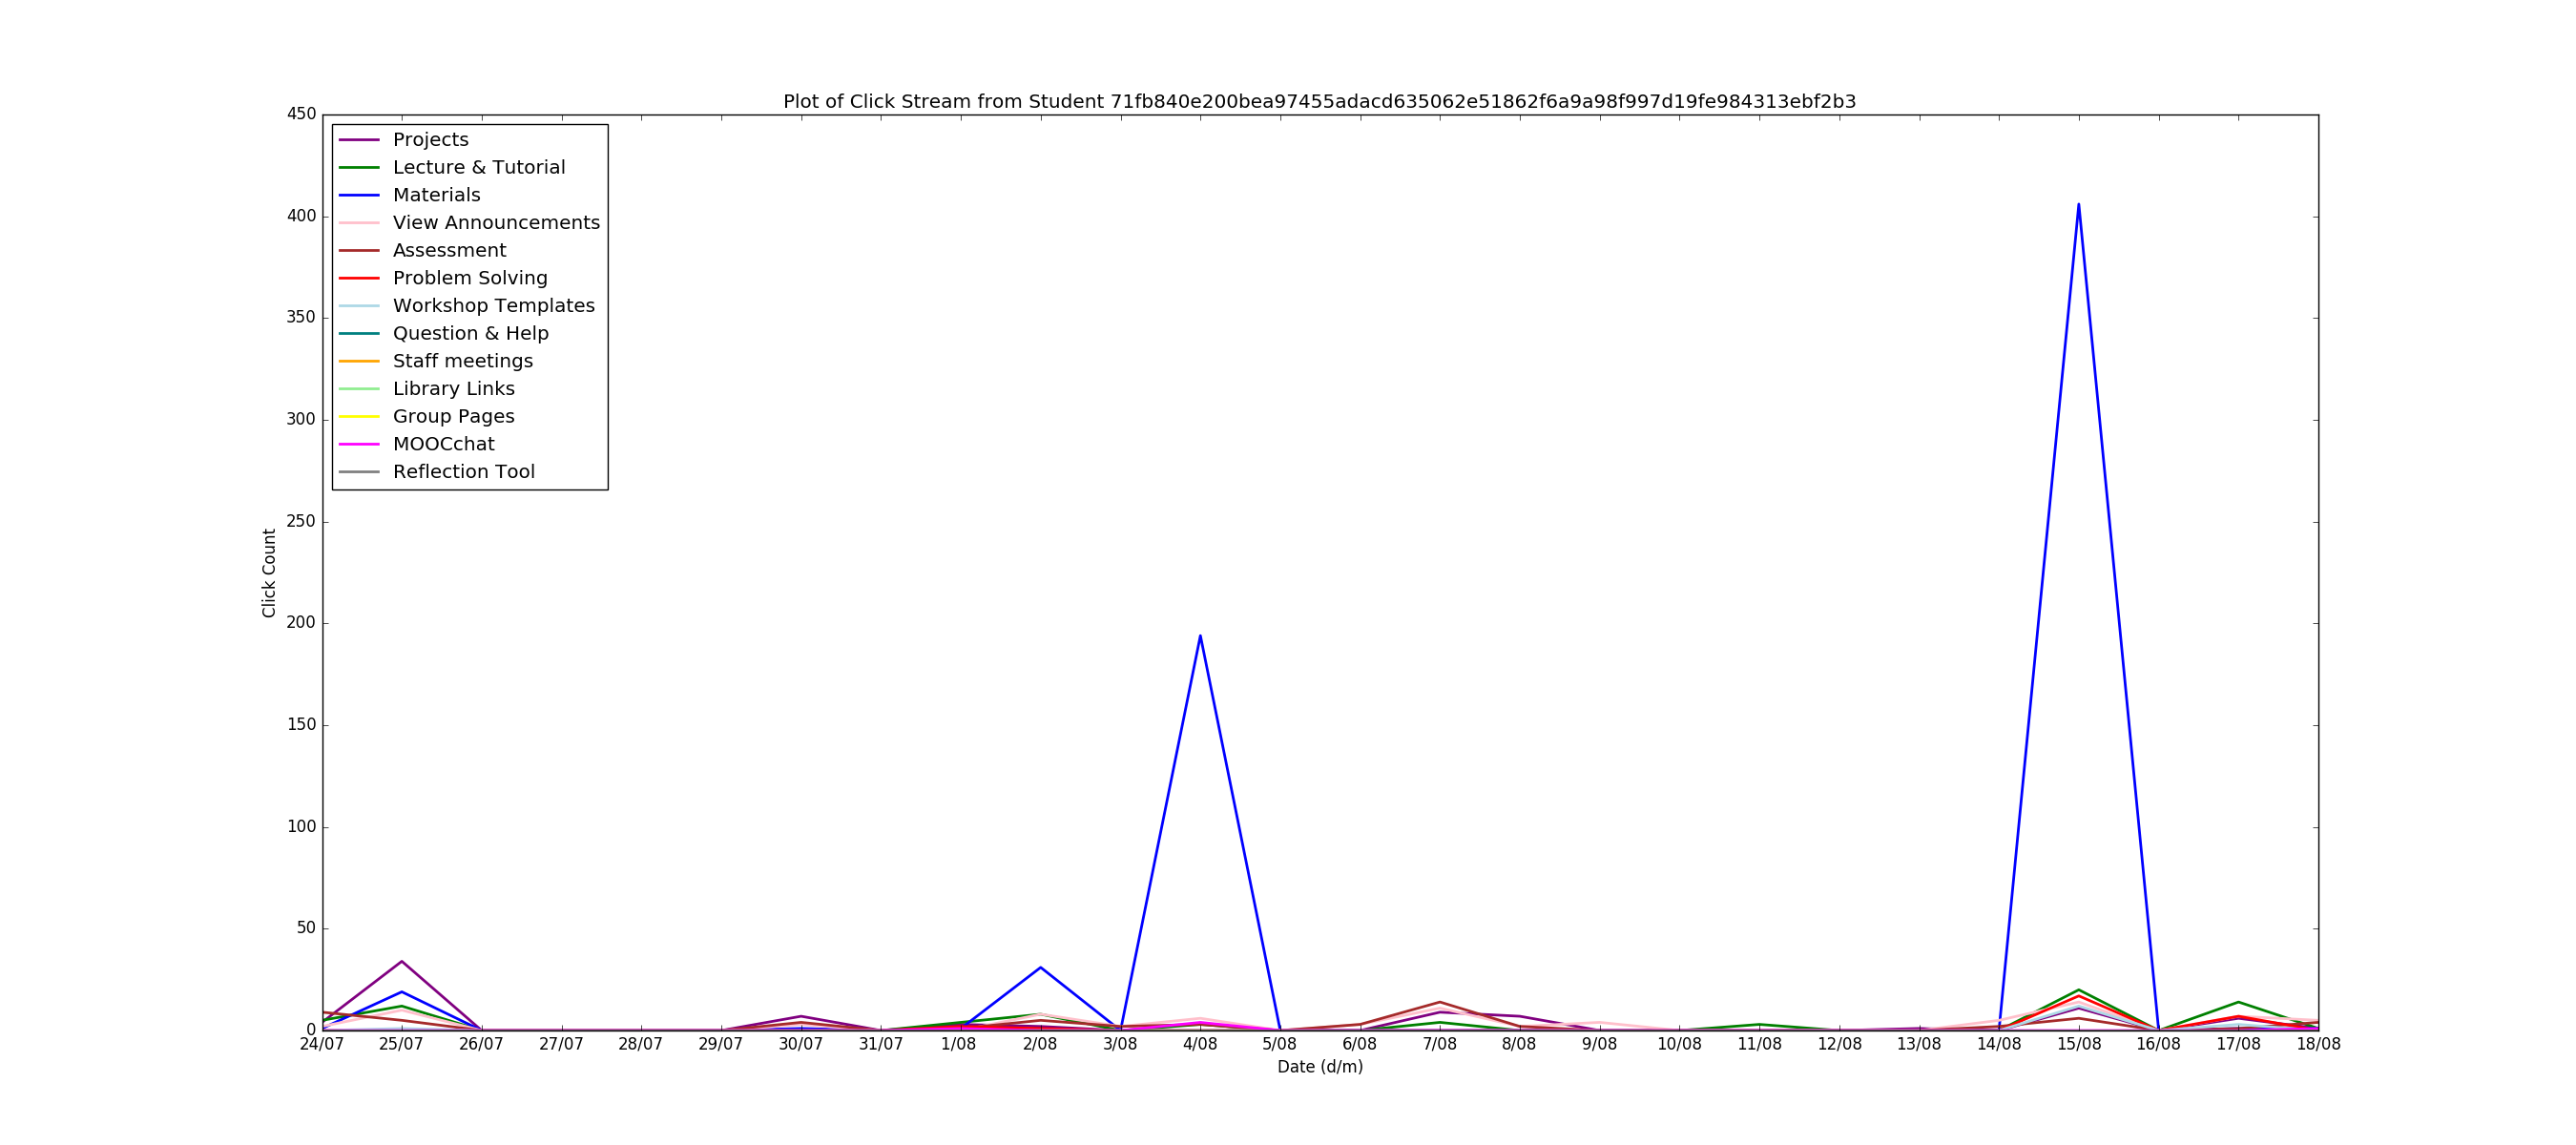 Plot of Click Stream from Student 71fb840e200bea97455adacd635062e51862f6a9a98f997d19fe984313ebf2b3
450
400
350
300
250
200
150
100
50
0
Click Count
Projects
Lecture & Tutorial
Materials
View Announcements
Assessment
Problem Solving
Workshop Templates
Question & Help
Staff meetings
Library Links
Group Pages
MOOCchat
Reflection Tool
24/07 25/07 26/07 27/07 28/07 29/07 30/07 31/07 1/08 2/08 3/08 4/08 5/08 6/08 7/08 8/08 9/08 10/08 11/08 12/08 13/08 14/08 15/08 16/08 17/08 18/08
Date (d/m)